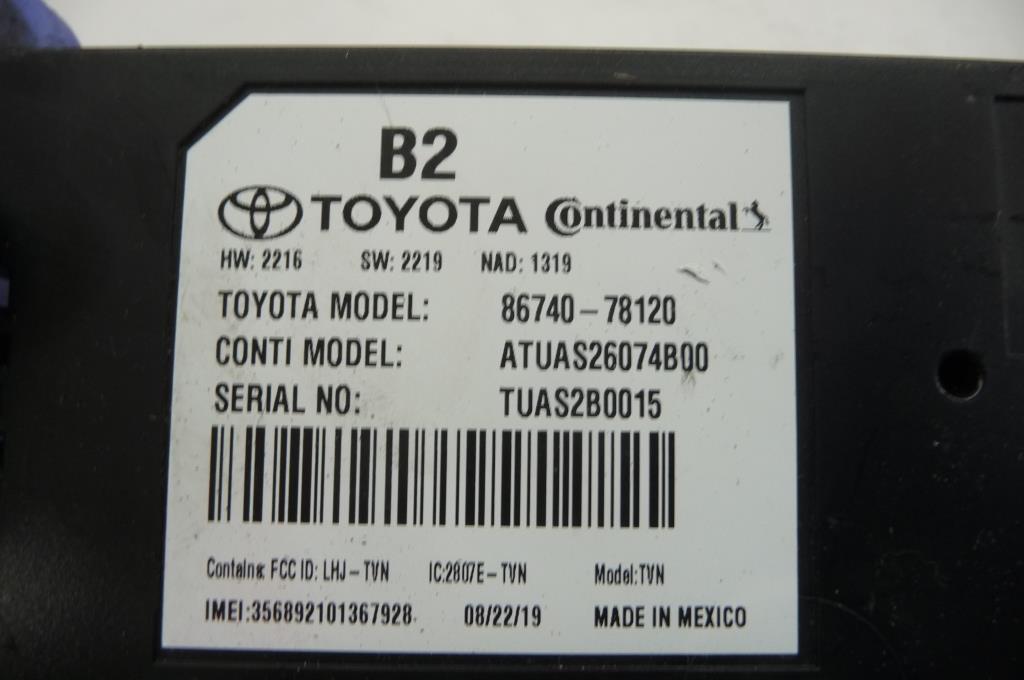 B2
TOYOTA Continental
HW: 2216 SW: 2219 NAD: 1319
TOYOTA MODEL: 86740-78120
CONTI MODEL: ATUAS26074B00
SERIAL NO: TUAS2B0015
Contains: FCC ID: LHJ-TVN IC:2807E-TVN Model:TVN
IMEI:356892101367928 08/22/19 MADE IN MEXICO